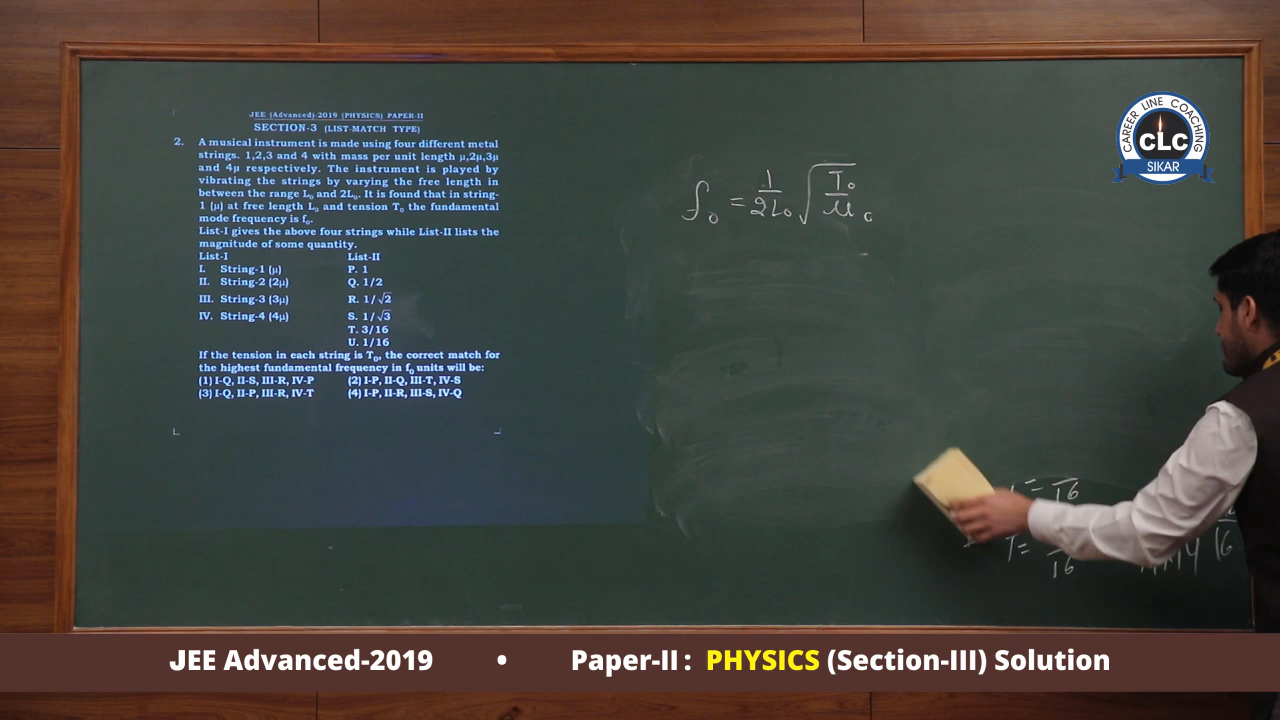 JEE (Advanced)-2019 (PHYSICS) PAPER-II
SECTION-3 (LIST-MATCH TYPE)
2. A musical instrument is made using four different metal
strings. 1,2,3 and 4 with mass per unit length μ,2μ,3μ
and 4μ respectively. The instrument is played by
vibrating the strings by varying the free length in
between the range L₀ and 2L₀. It is found that in string-
1 (μ) at free length L₀ and tension T₀ the fundamental
mode frequency is f₀.
List-I gives the above four strings while List-II lists the
magnitude of some quantity.
List-I List-II
I. String-1 (μ) P. 1
II. String-2 (2μ) Q. 1/2
III. String-3 (3μ) R. 1/√2
IV. String-4 (4μ) S. 1/√3
T. 3/16
U. 1/16
If the tension in each string is T₀, the correct match for
the highest fundamental frequency in f₀ units will be:
(1) I-Q, II-S, III-R, IV-P (2) I-P, II-Q, III-T, IV-S
(3) I-Q, II-P, III-R, IV-T (4) I-P, II-R, III-S, IV-Q
f₀ = 1/2L₀ √T₀/μ₀
= 16
T = 16
16
CAREER LINE COACHING
CLC
SIKAR
JEE Advanced-2019 • Paper-II : PHYSICS (Section-III) Solution